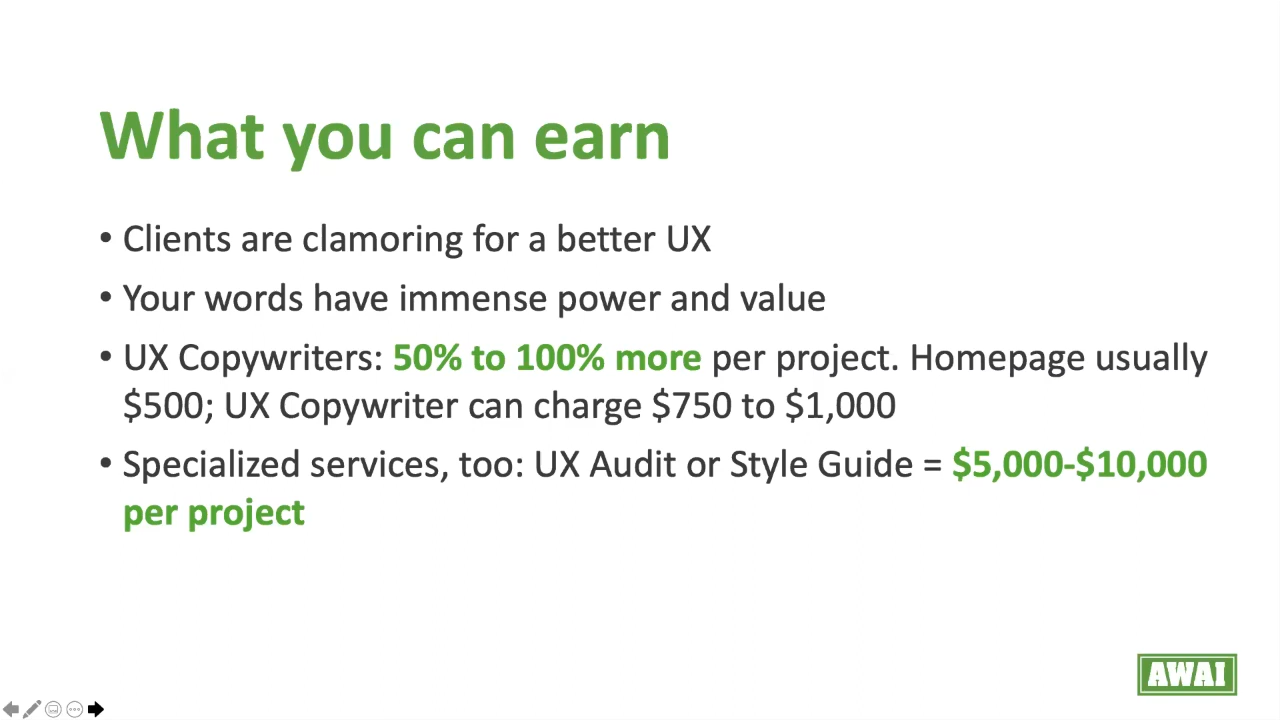 What you can earn
• Clients are clamoring for a better UX
• Your words have immense power and value
• UX Copywriters: 50% to 100% more per project. Homepage usually
$500; UX Copywriter can charge $750 to $1,000
• Specialized services, too: UX Audit or Style Guide = $5,000-$10,000
per project
AWAI